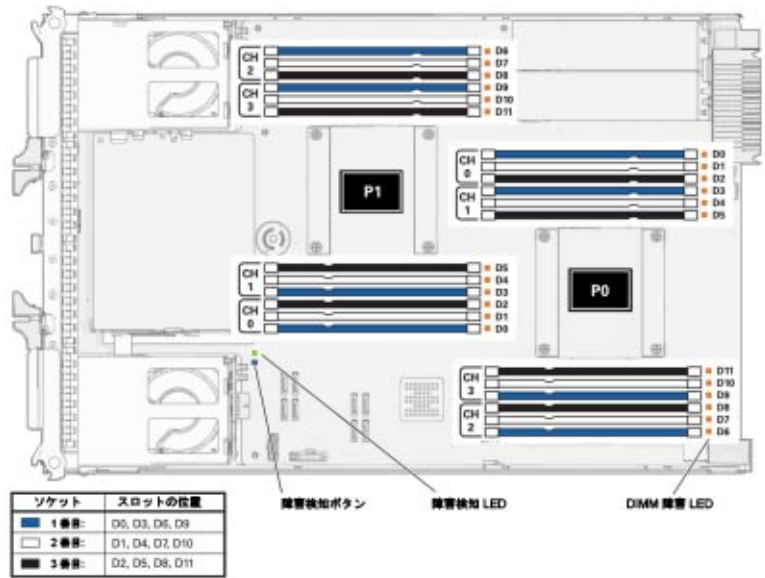 CH 2
D6
D7
D8
CH 3
D9
D10
D11
P1
CH 0
D0
D1
D2
CH 1
D3
D4
D5
CH 1
D5
D4
D3
CH 0
D2
D1
D0
P0
CH 3
D11
D10
D9
CH 2
D8
D7
D6
障害検知ボタン
障害検知 LED
DIMM 障害 LED
ソケット スロットの位置
1番目: D0, D3, D6, D9
2番目: D1, D4, D7, D10
3番目: D2, D5, D8, D11